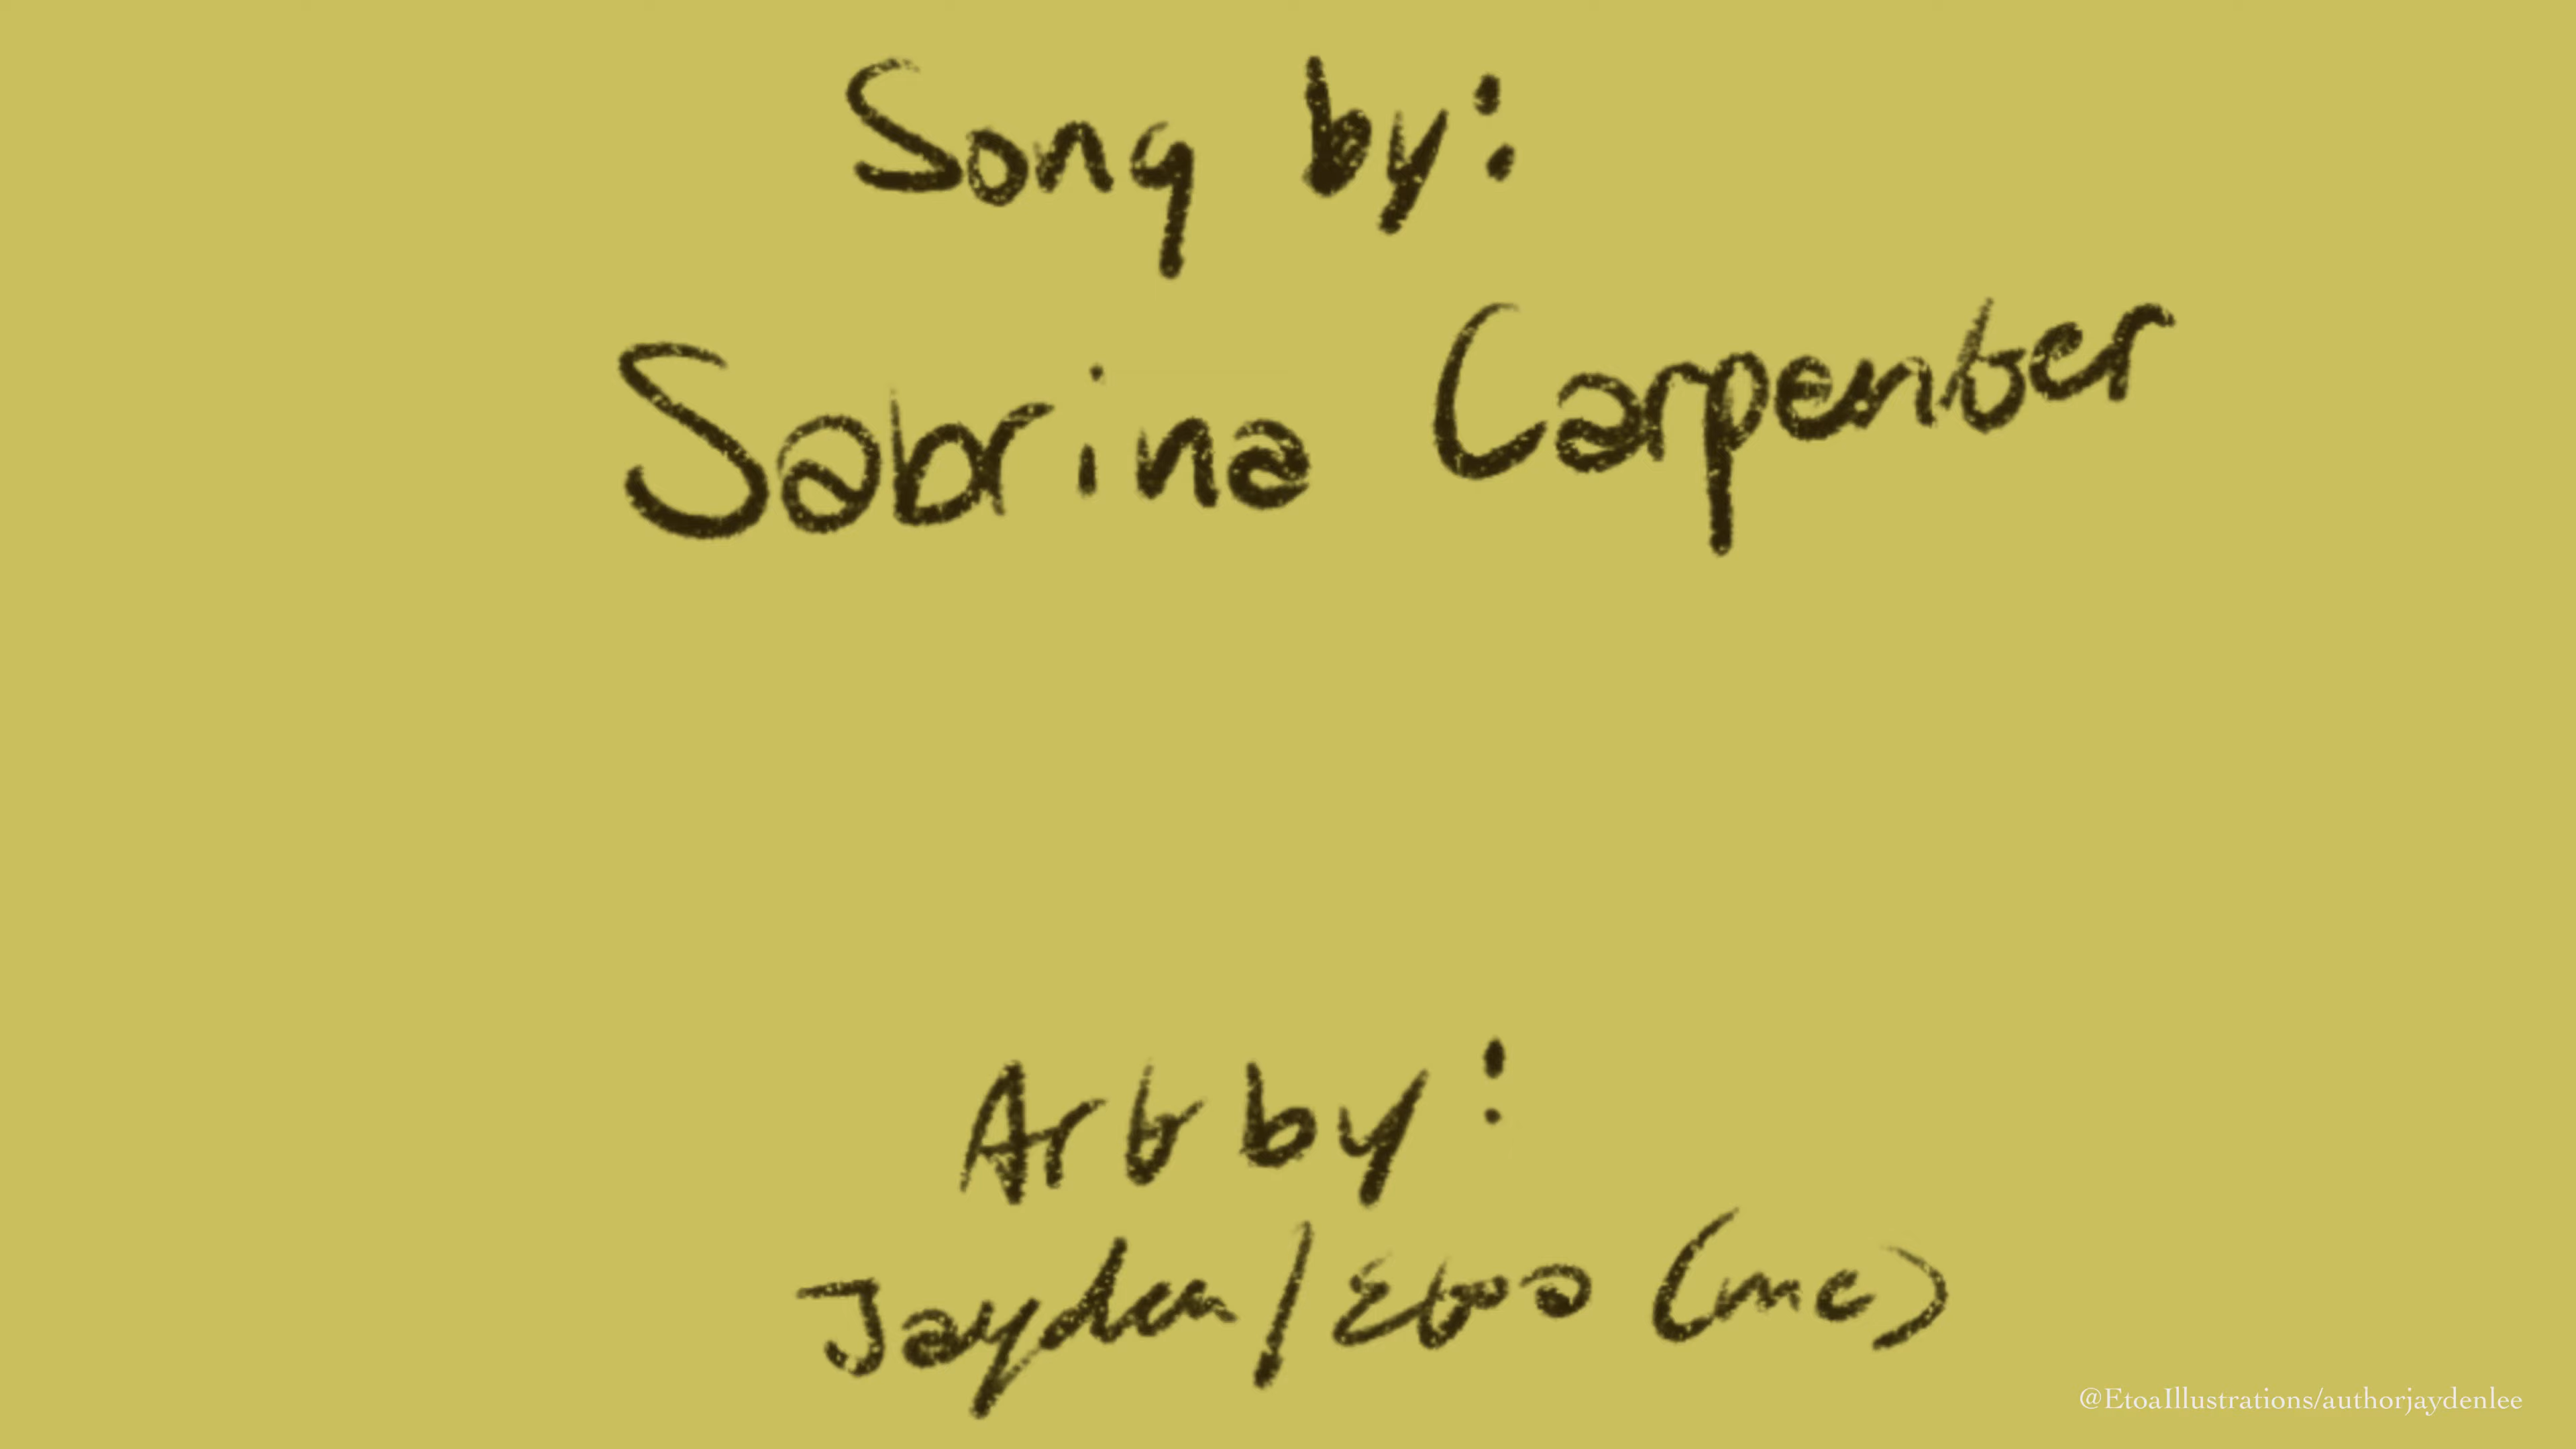 Song by:
Sabrina Carpenter
Art by:
Jayden/Etoa (me)
@EtoaIllustrations/authorjaydenlee